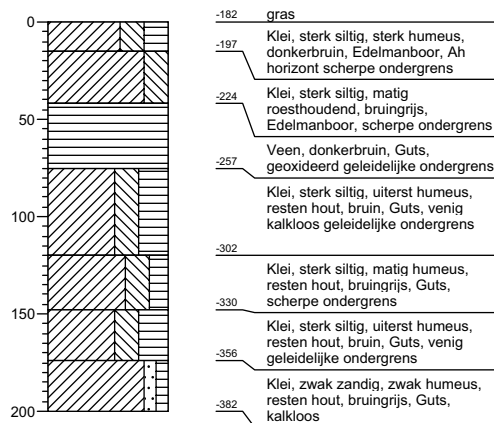 0
50
100
150
200
-182 gras
Klei, sterk siltig, sterk humeus,
-197 donkerbruin, Edelmanboor, Ah
horizont scherpe ondergrens
Klei, sterk siltig, matig
roesthoudend, bruingrijs,
-224 Edelmanboor, scherpe ondergrens
Veen, donkerbruin, Guts,
-257 geoxideerd geleidelijke ondergrens
Klei, sterk siltig, uiterst humeus,
resten hout, bruin, Guts, venig
kalkloos geleidelijke ondergrens
-302
Klei, sterk siltig, matig humeus,
resten hout, bruingrijs, Guts,
-330 scherpe ondergrens
Klei, sterk siltig, uiterst humeus,
resten hout, bruin, Guts, venig
-356 geleidelijke ondergrens
Klei, zwak zandig, zwak humeus,
resten hout, bruingrijs, Guts,
-382 kalkloos